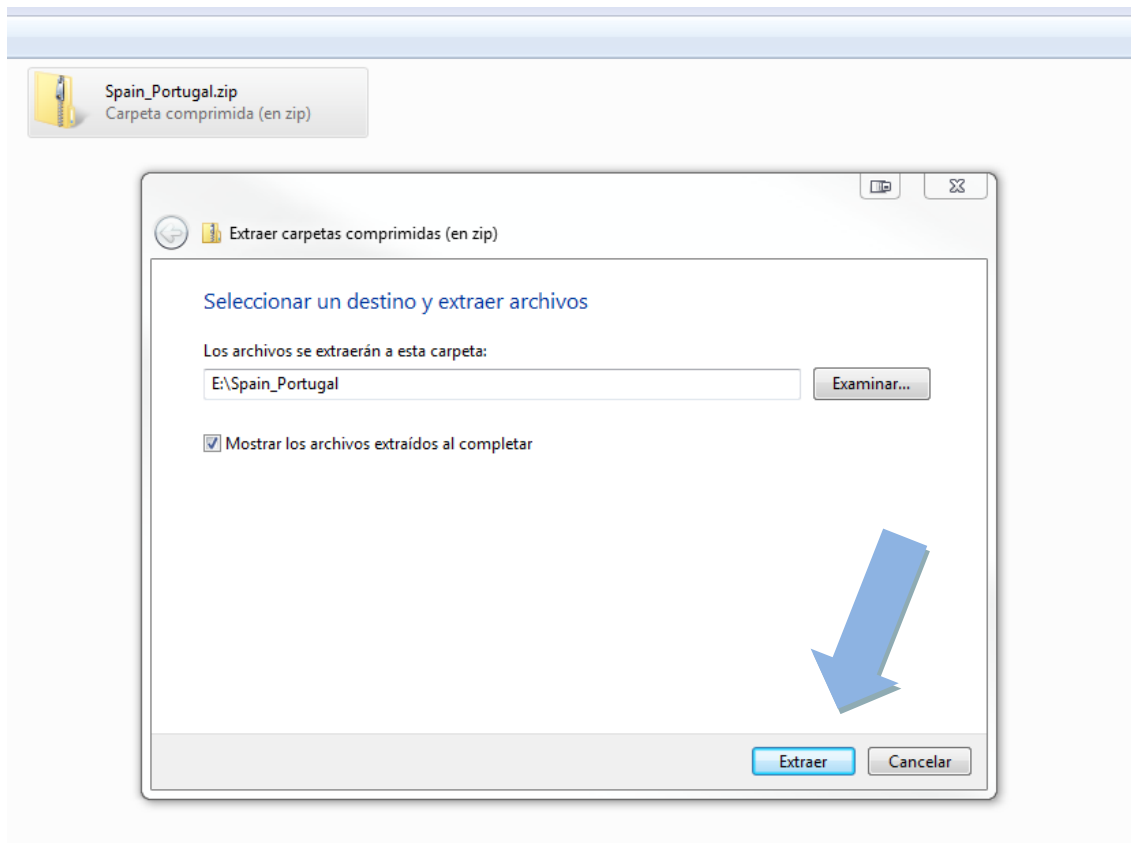 Spain_Portugal.zip
Carpeta comprimida (en zip)
Extraer carpetas comprimidas (en zip)
Seleccionar un destino y extraer archivos
Los archivos se extraerán a esta carpeta:
E:\Spain_Portugal
Examinar...
Mostrar los archivos extraídos al completar
Extraer
Cancelar